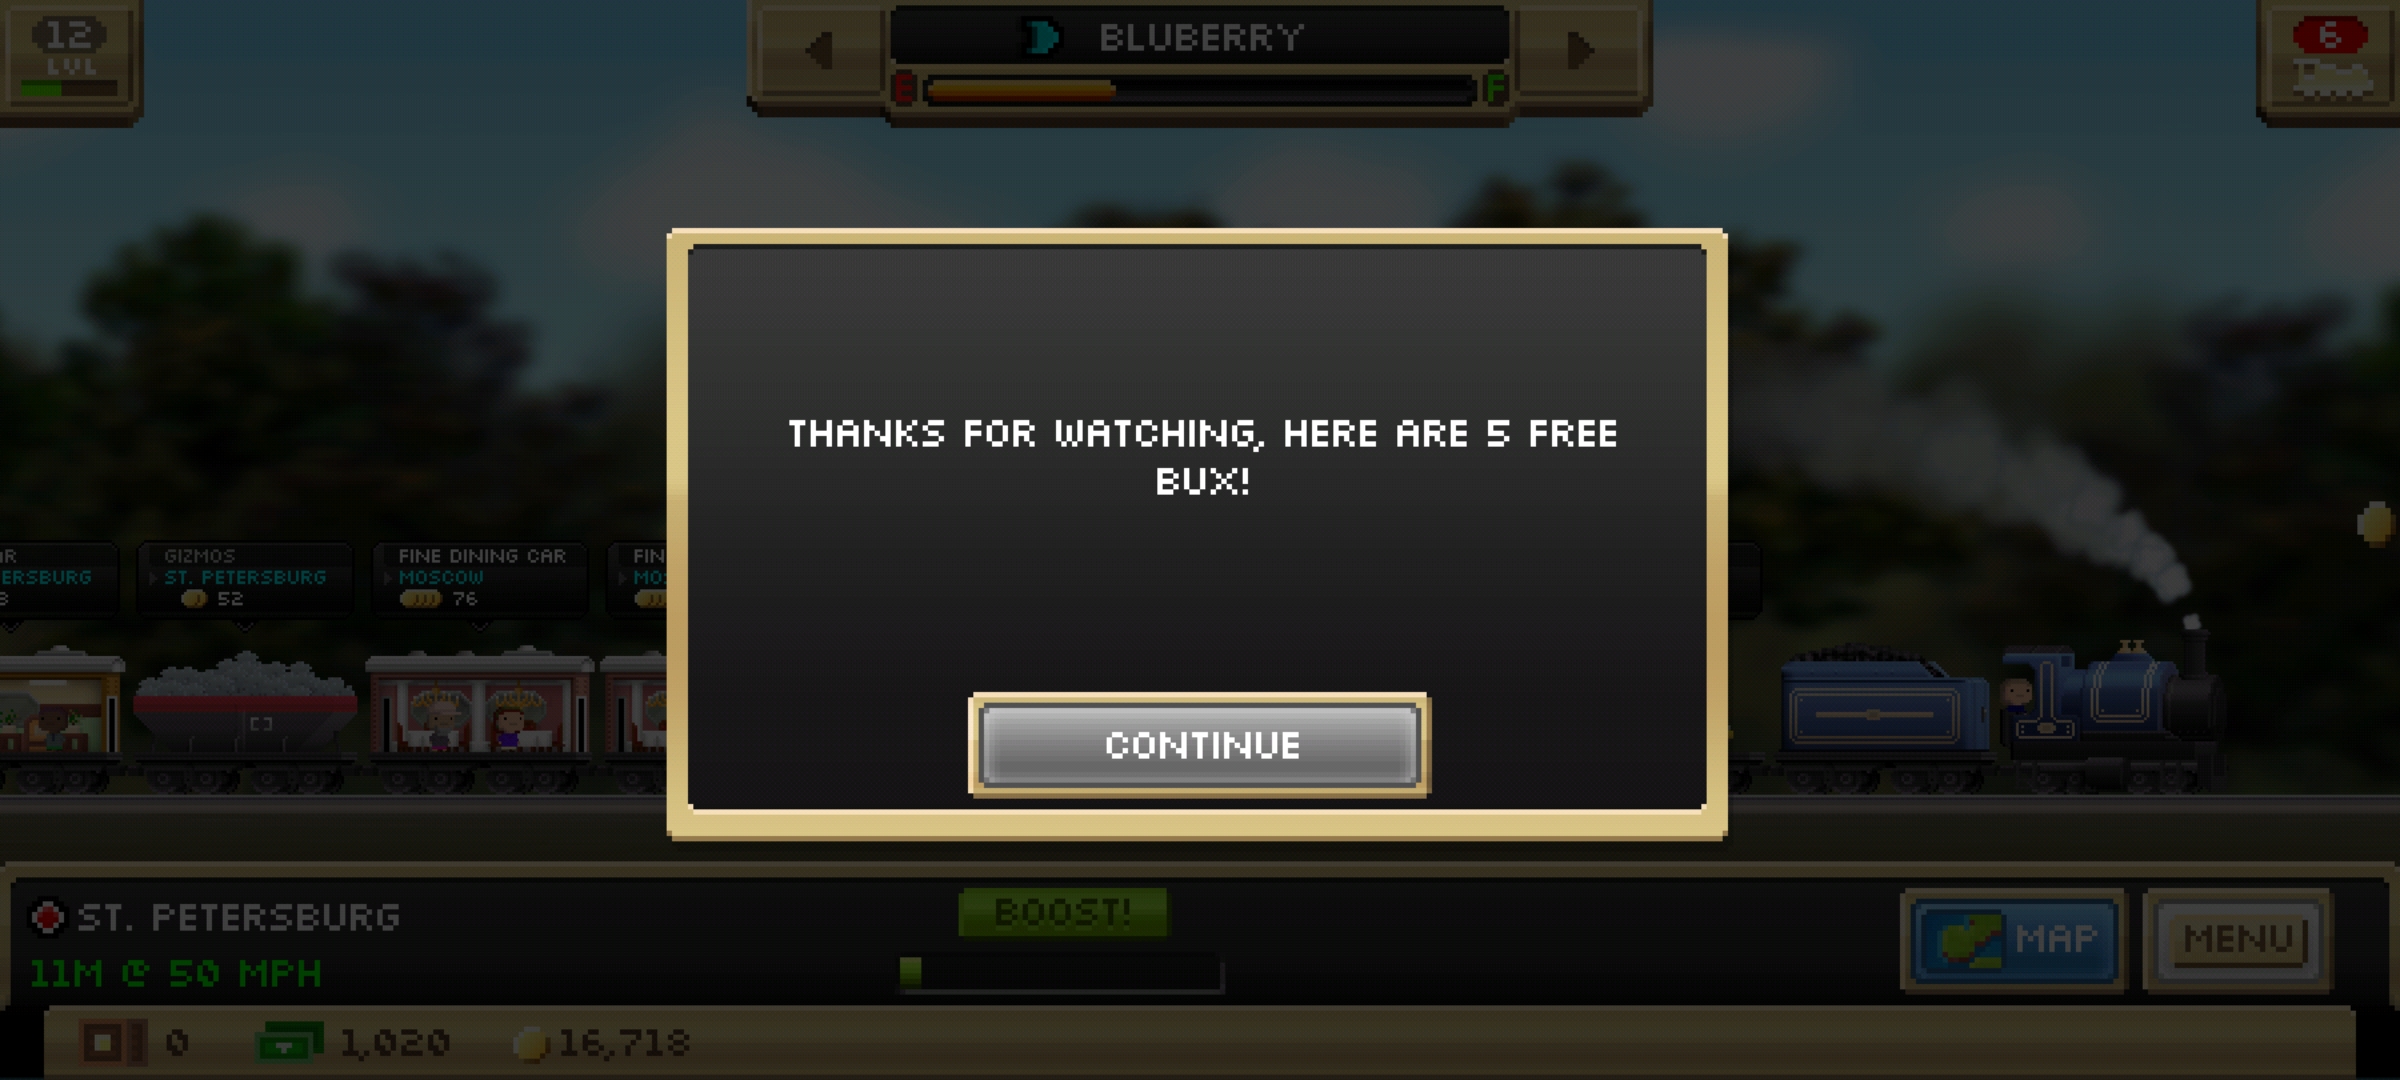 12
LVL
BLUBERRY
E
F
6
THANKS FOR WATCHING, HERE ARE 5 FREE
BUX!
CONTINUE
GIZMOS
ST. PETERSBURG
52
FINE DINING CAR
MOSCOW
76
ST. PETERSBURG
11M @ 50 MPH
BOOST!
MAP
MENU
0
1,020
16,718